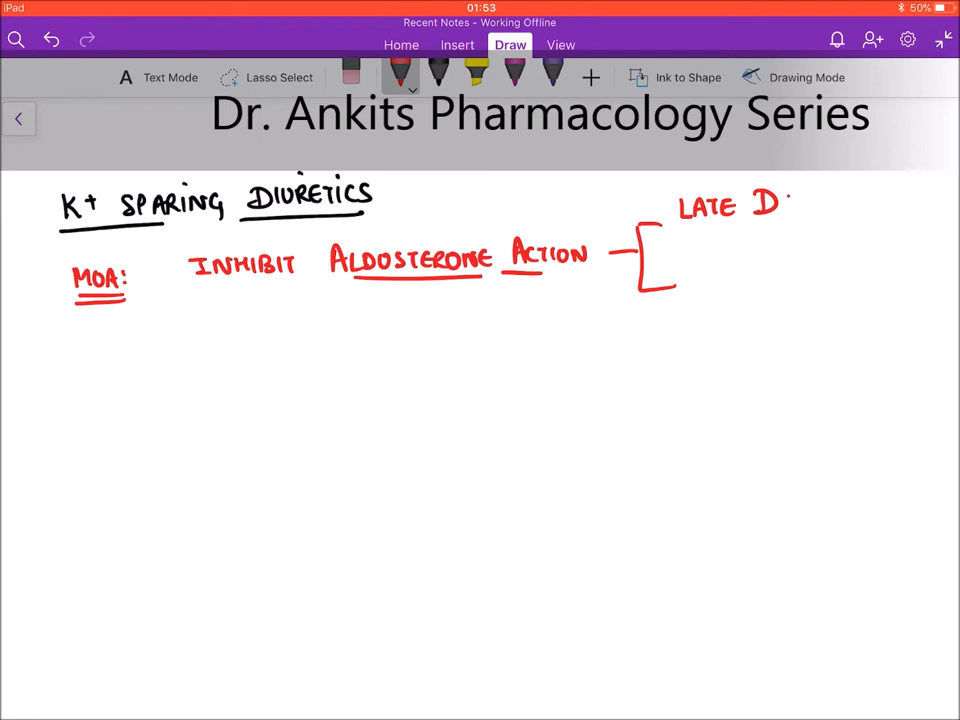 iPad 01:53 50%
Recent Notes - Working Offline
Home Insert Draw View
A Text Mode Lasso Select Ink to Shape Drawing Mode
Dr. Ankits Pharmacology Series
K+ SPARING DIURETICS
LATE D
MOA: INHIBIT ALDOSTERONE ACTION